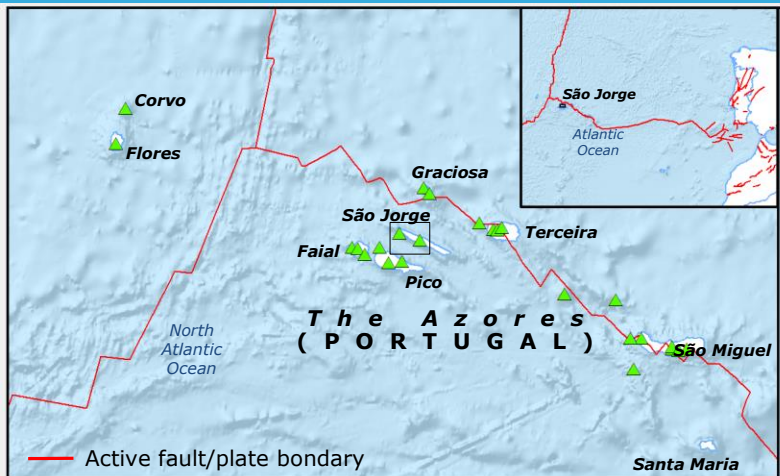 Corvo
Flores
Graciosa
São Jorge
Faial
Terceira
Pico
The Azores
(PORTUGAL)
North
Atlantic
Ocean
São Miguel
Santa Maria
Active fault/plate bondary
São Jorge
Atlantic
Ocean